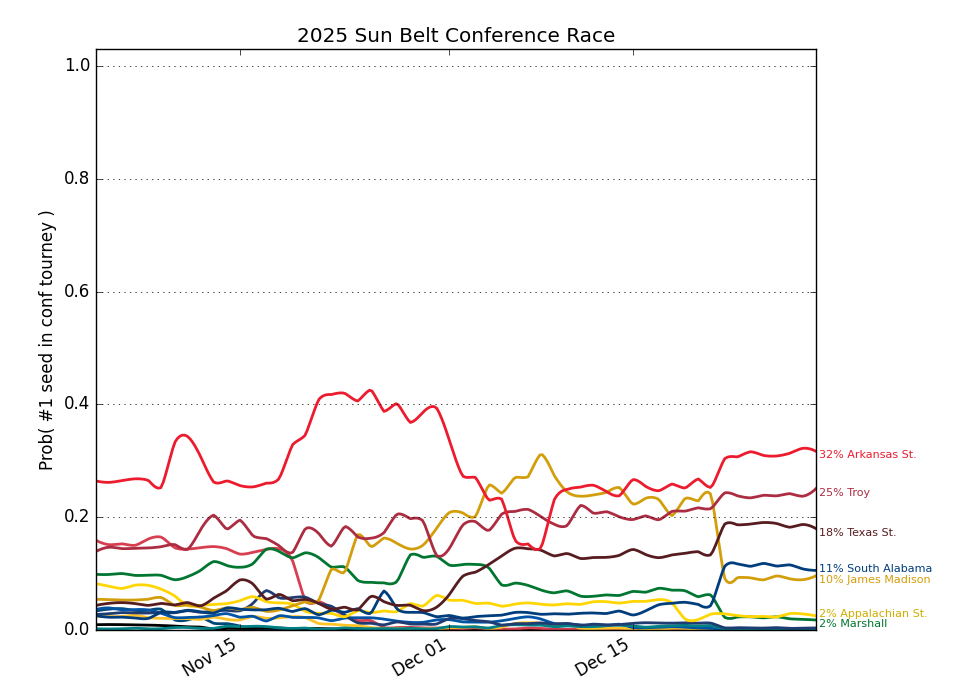 2025 Sun Belt Conference Race
Prob( #1 seed in conf tourney )
1.0
0.8
0.6
0.4
0.2
0.0
Nov 15
Dec 01
Dec 15
32% Arkansas St.
25% Troy
18% Texas St.
11% South Alabama
10% James Madison
2% Appalachian St.
2% Marshall